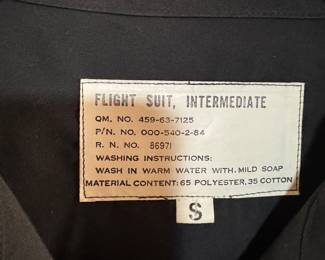 FLIGHT SUIT, INTERMEDIATE
QM. NO. 459-63-7125
P/N NO. 000-540-2-84
R. N. NO. 86971
WASHING INSTRUCTIONS:
WASH IN WARM WATER WITH MILD SOAP
MATERIAL CONTENT: 65 POLYESTER, 35 COTTON
S